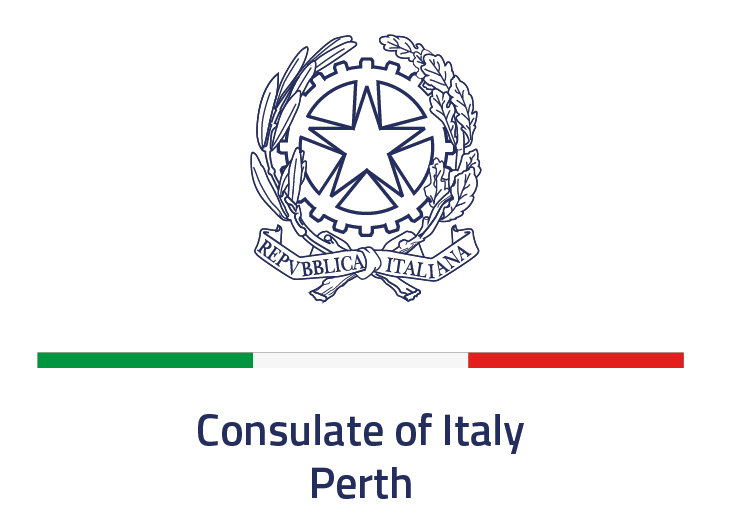 REPVBBLICA ITALIANA
Consulate of Italy
Perth